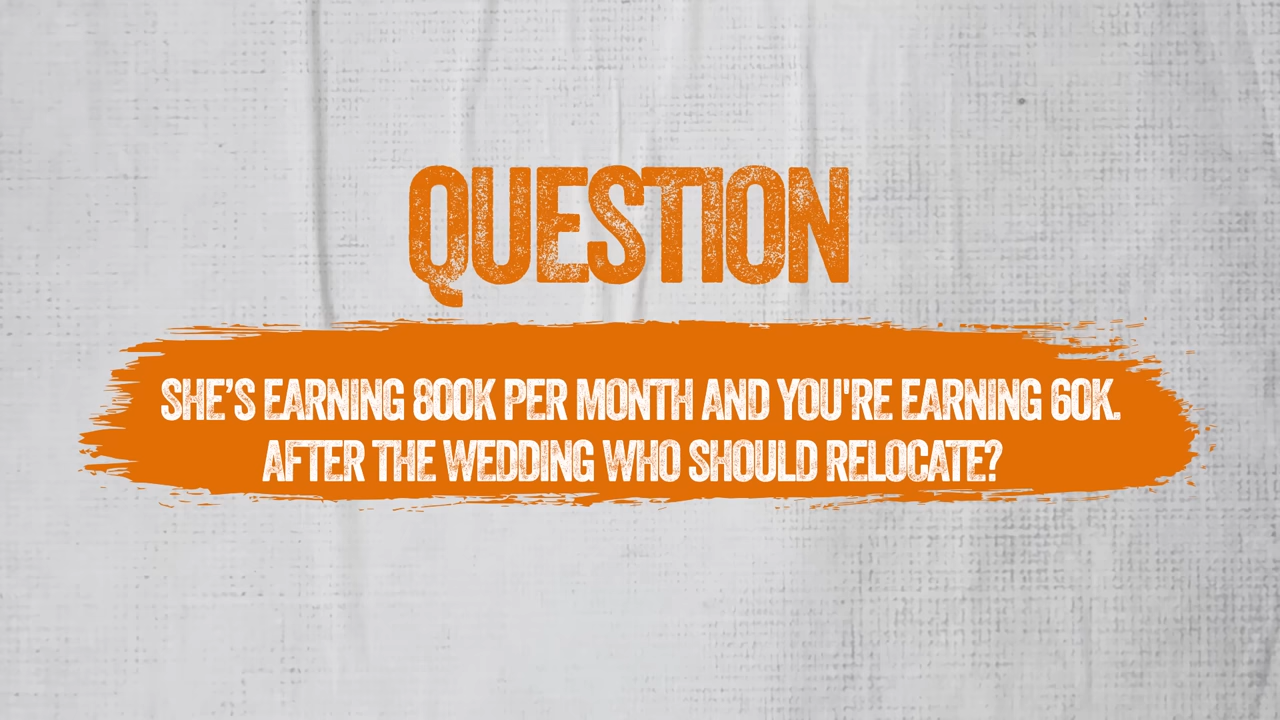 QUESTION
SHE’S EARNING 800K PER MONTH AND YOU'RE EARNING 60K.
AFTER THE WEDDING WHO SHOULD RELOCATE?